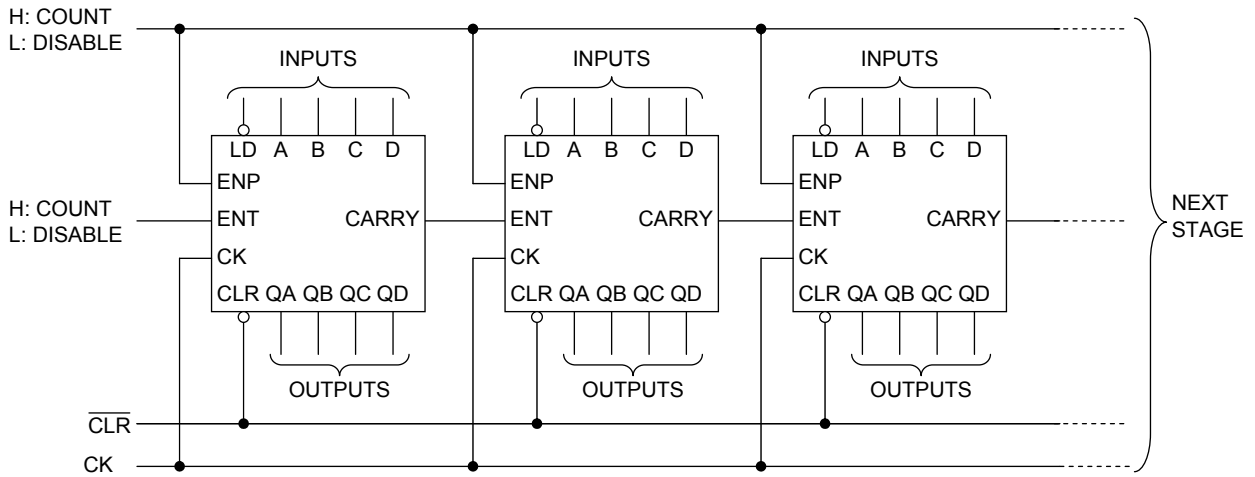 H: COUNT
L: DISABLE
INPUTS INPUTS INPUTS
LD A B C D LD A B C D LD A B C D
ENP ENP ENP
H: COUNT
L: DISABLE
ENT CARRY ENT CARRY ENT CARRY
NEXT
STAGE
CK CK CK
CLR QA QB QC QD CLR QA QB QC QD CLR QA QB QC QD
OUTPUTS OUTPUTS OUTPUTS
CLR
CK